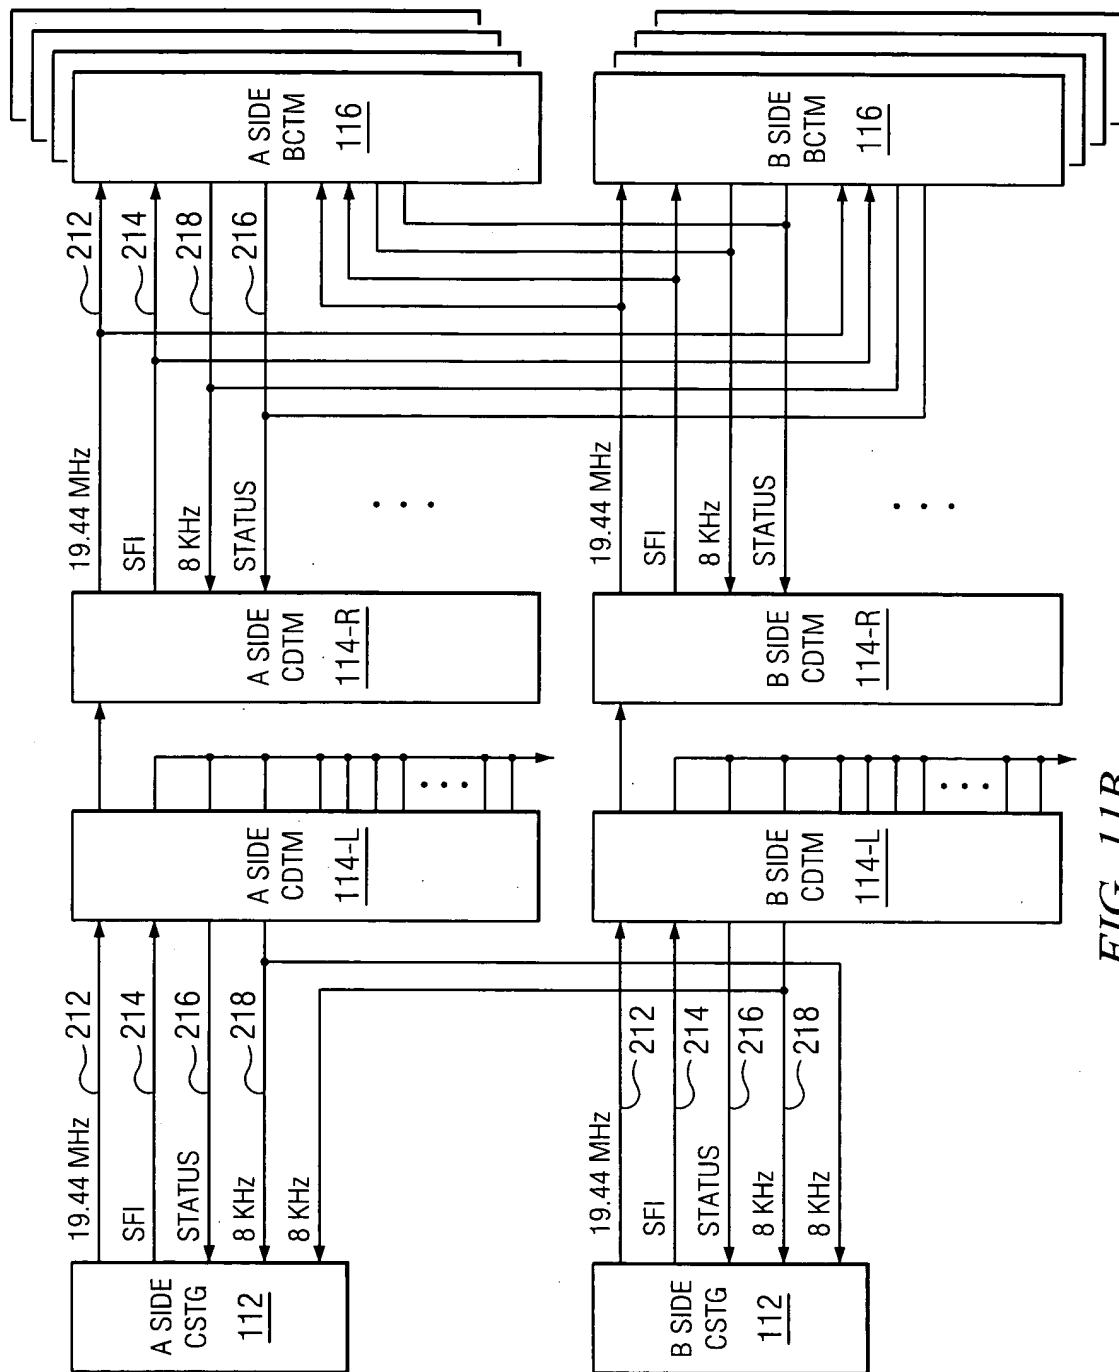 A SIDE
CSTG
112
19.44 MHz
212
SFI
214
STATUS
216
8 KHz
218
8 KHz
A SIDE
CDTM
114-L
A SIDE
CDTM
114-R
19.44 MHz
212
SFI
214
8 KHz
218
STATUS
216
A SIDE
BCTM
116
B SIDE
CSTG
112
19.44 MHz
212
SFI
214
STATUS
216
8 KHz
218
8 KHz
B SIDE
CDTM
114-L
B SIDE
CDTM
114-R
19.44 MHz
SFI
8 KHz
STATUS
B SIDE
BCTM
116
FIG. 11B